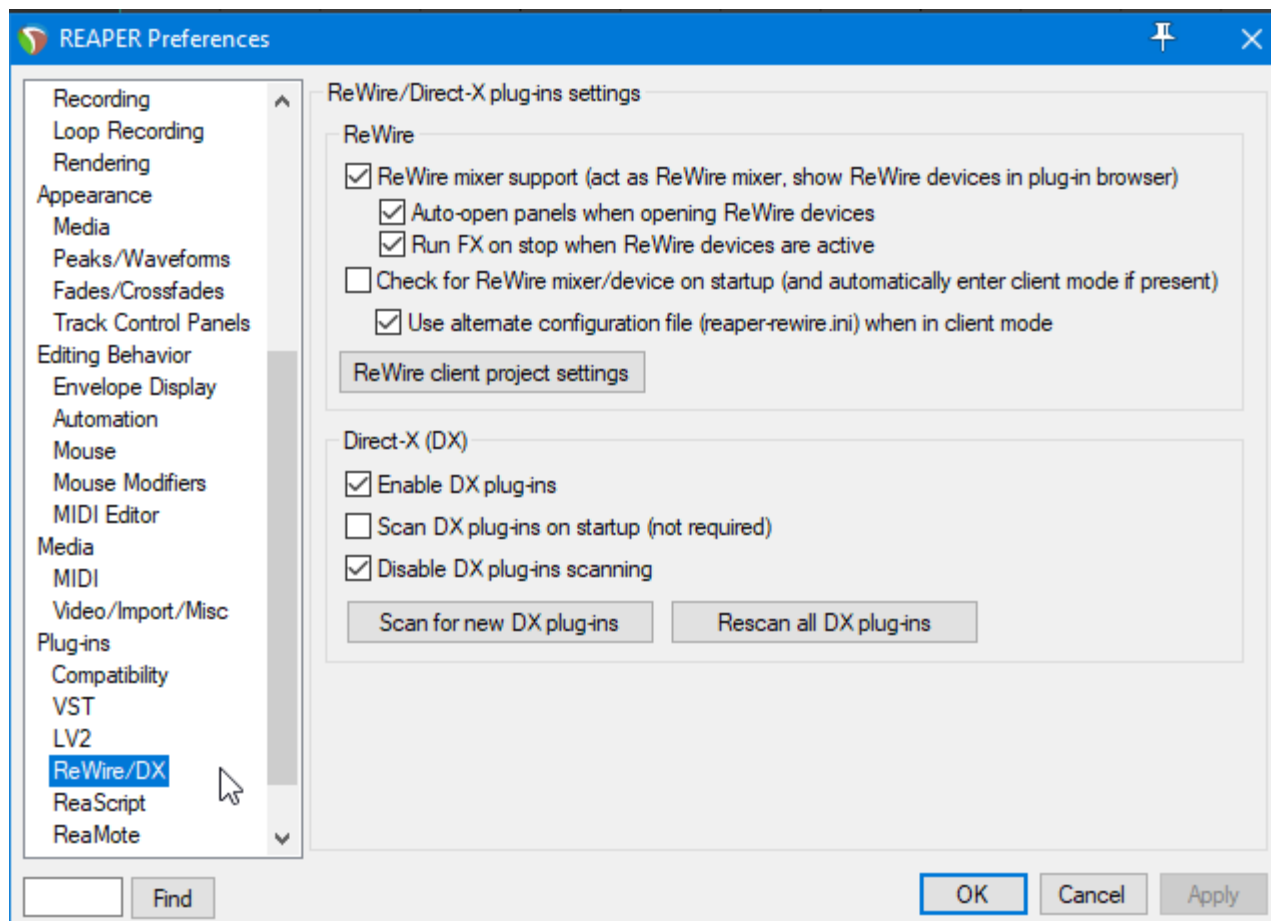 REAPER Preferences
Recording
Loop Recording
Rendering
Appearance
Media
Peaks/Waveforms
Fades/Crossfades
Track Control Panels
Editing Behavior
Envelope Display
Automation
Mouse
Mouse Modifiers
MIDI Editor
Media
MIDI
Video/Import/Misc
Plug-ins
Compatibility
VST
LV2
ReWire/DX
ReaScript
ReaMote
Find
ReWire/Direct-X plug-ins settings
ReWire
ReWire mixer support (act as ReWire mixer, show ReWire devices in plug-in browser)
Auto-open panels when opening ReWire devices
Run FX on stop when ReWire devices are active
Check for ReWire mixer/device on startup (and automatically enter client mode if present)
Use alternate configuration file (reaper-rewire.ini) when in client mode
ReWire client project settings
Direct-X (DX)
Enable DX plug-ins
Scan DX plug-ins on startup (not required)
Disable DX plug-ins scanning
Scan for new DX plug-ins
Rescan all DX plug-ins
OK
Cancel
Apply